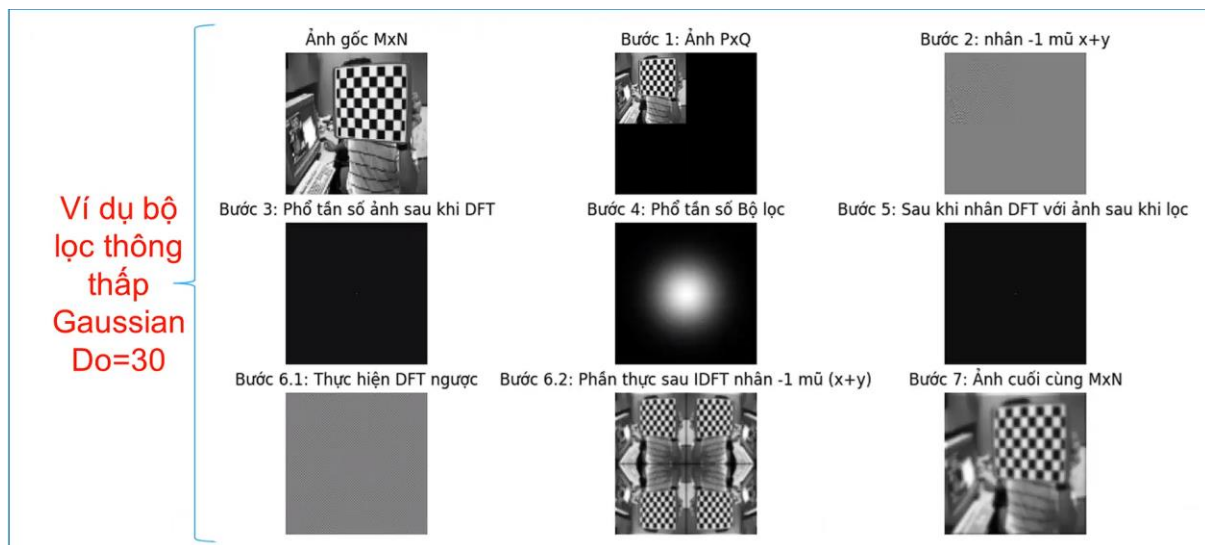 Ví dụ bộ
lọc thông
thấp
Gaussian
Do=30
Ảnh gốc MxN
Bước 1: Ảnh PxQ
Bước 2: nhân -1 mũ x+y
Bước 3: Phổ tần số ảnh sau khi DFT
Bước 4: Phổ tần số Bộ lọc
Bước 5: Sau khi nhân DFT với ảnh sau khi lọc
Bước 6.1: Thực hiện DFT ngược
Bước 6.2: Phần thực sau IDFT nhân -1 mũ (x+y)
Bước 7: Ảnh cuối cùng MxN